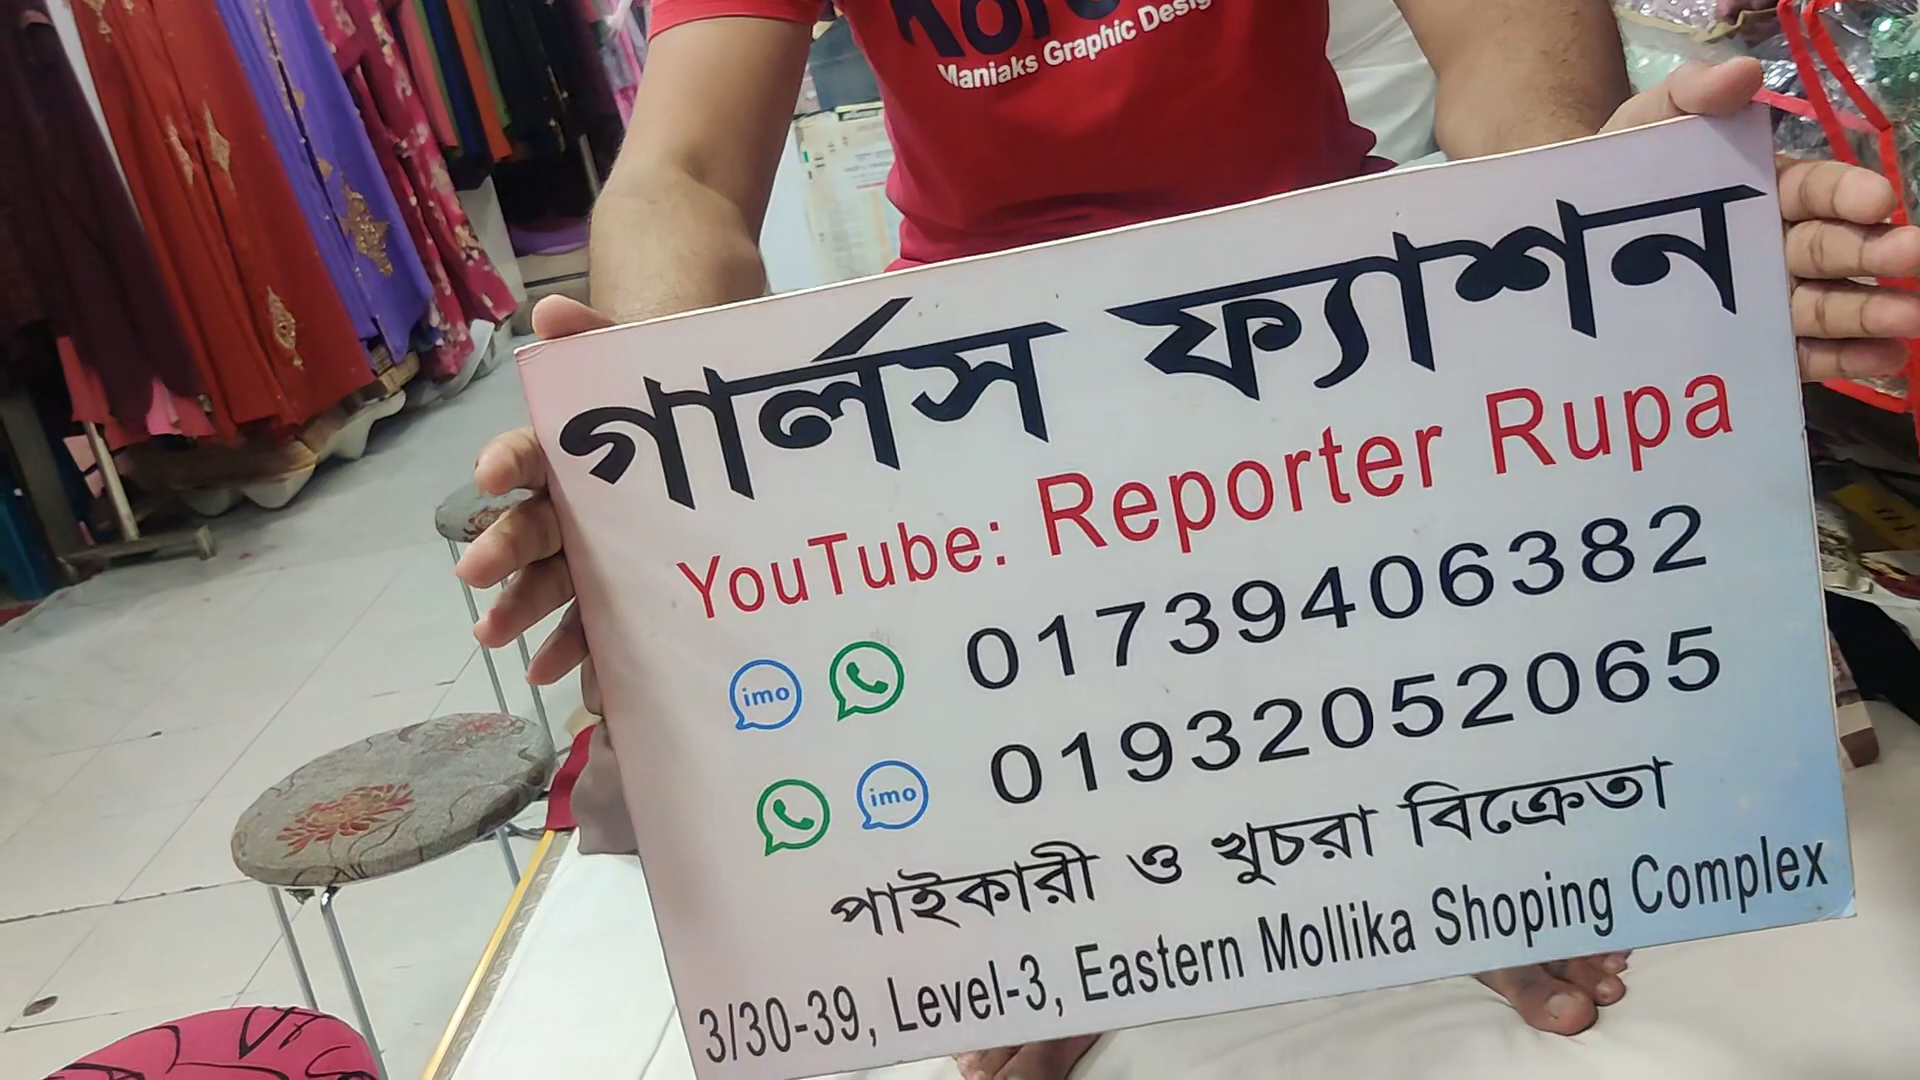 Maniaks Graphic
গার্লস ফ্যাশন
YouTube: Reporter Rupa
imo 01739406382
imo 01932052065
পাইকারী ও খুচরা বিক্রেতা
3/30-39, Level-3, Eastern Mollika Shoping Complex